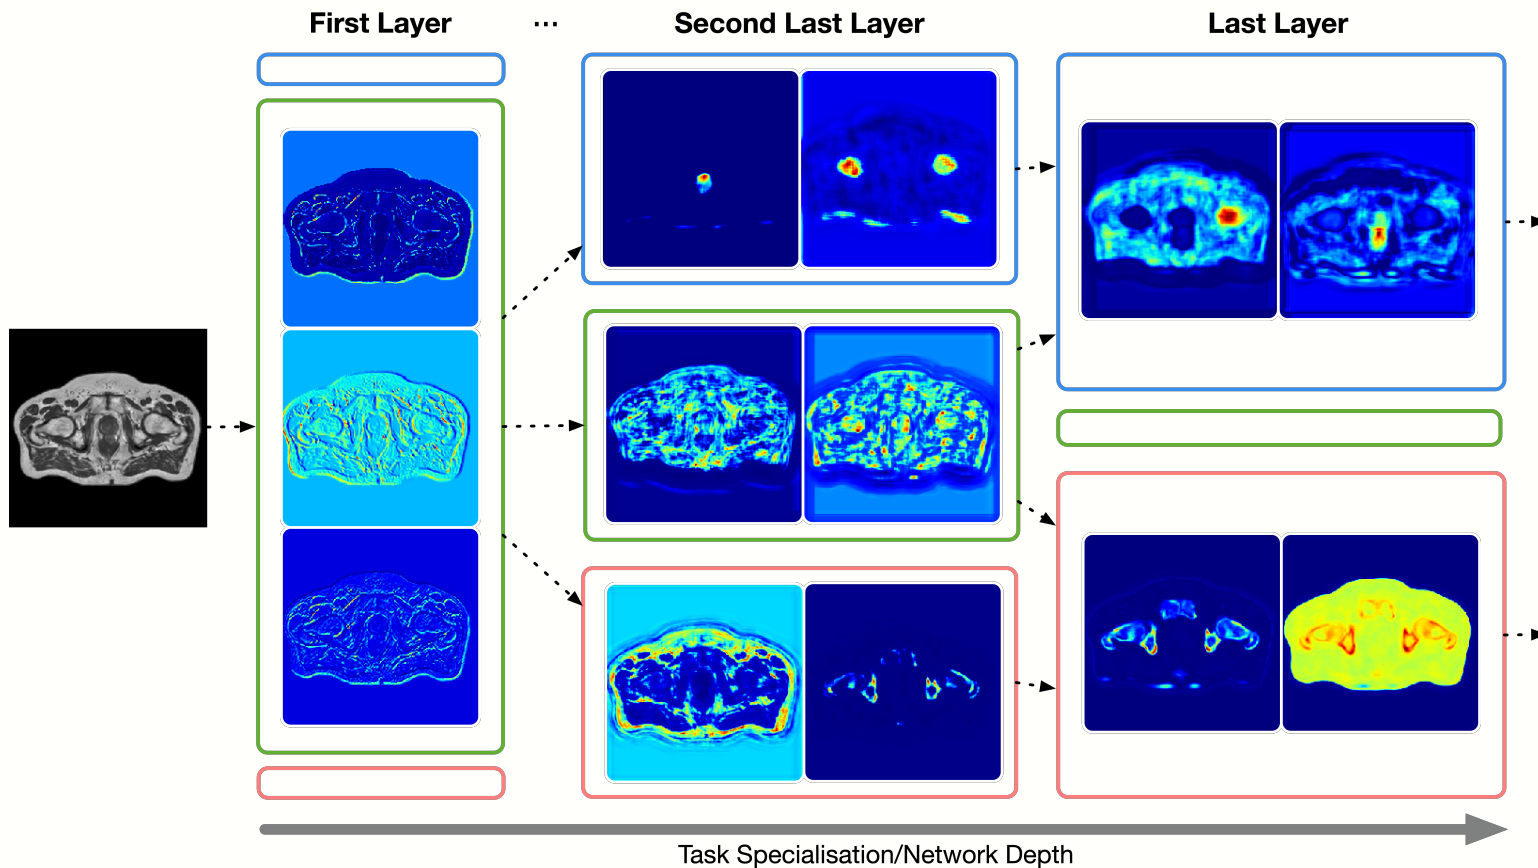 First Layer
...
Second Last Layer
Last Layer
Task Specialisation/Network Depth